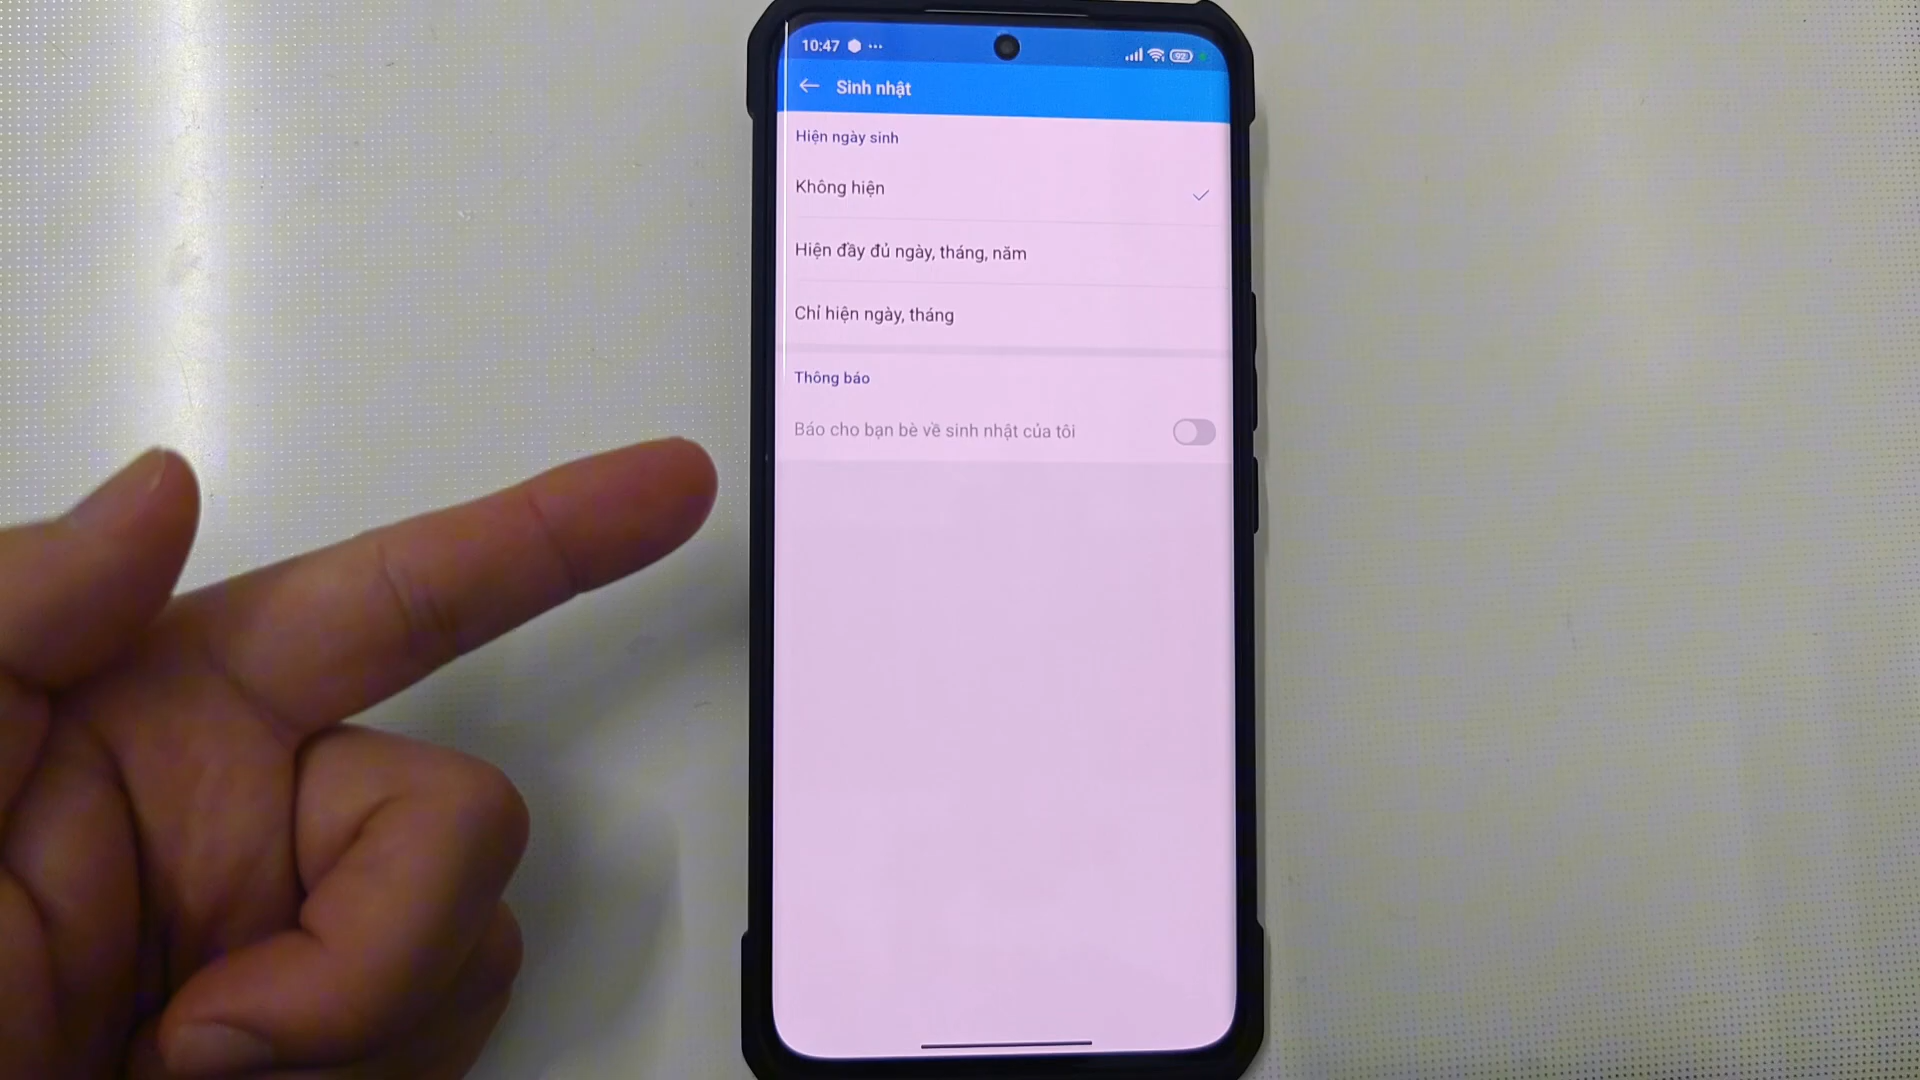 10:47
92
Sinh nhật
Hiện ngày sinh
Không hiện
Hiện đầy đủ ngày, tháng, năm
Chỉ hiện ngày, tháng
Thông báo
Báo cho bạn bè về sinh nhật của tôi